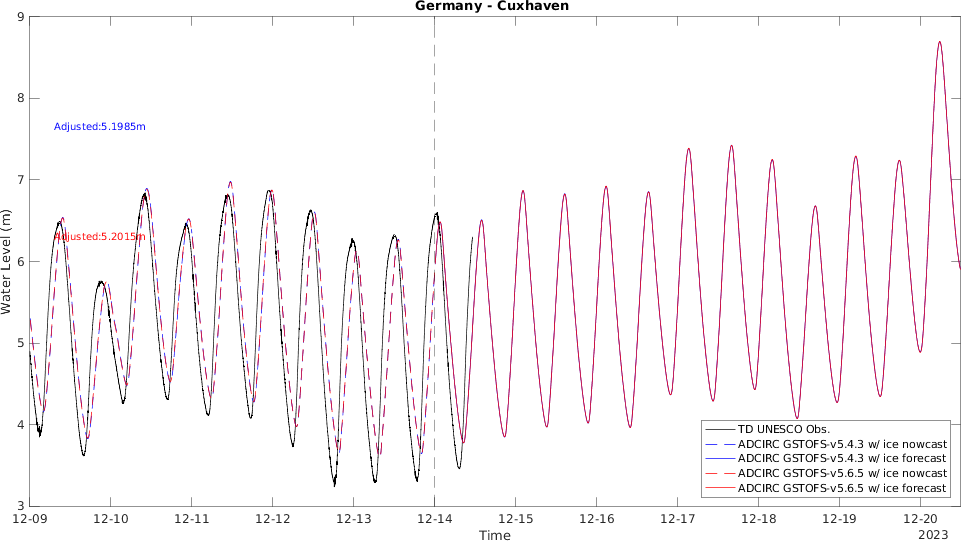 Germany - Cuxhaven
9
8
7
6
5
4
3
Water Level (m)
Adjusted:5.1985m
Adjusted:5.2015m
TD UNESCO Obs.
ADCIRC GSTOFS-v5.4.3 w/ ice nowcast
ADCIRC GSTOFS-v5.4.3 w/ ice forecast
ADCIRC GSTOFS-v5.6.5 w/ ice nowcast
ADCIRC GSTOFS-v5.6.5 w/ ice forecast
12-09 12-10 12-11 12-12 12-13 12-14 12-15 12-16 12-17 12-18 12-19 12-20
Time
2023